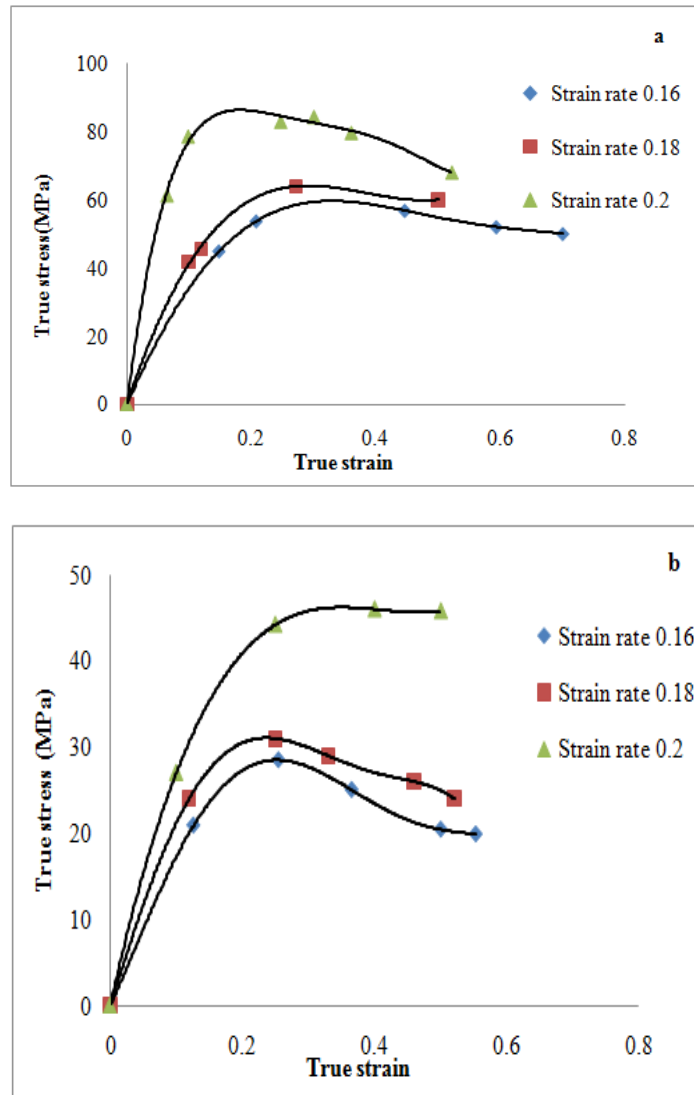 a
100
80
60
40
20
0
0 0.2 0.4 0.6 0.8
True stress(MPa)
True strain
Strain rate 0.16
Strain rate 0.18
Strain rate 0.2
b
50
40
30
20
10
0
0 0.2 0.4 0.6 0.8
True stress (MPa)
True strain
Strain rate 0.16
Strain rate 0.18
Strain rate 0.2